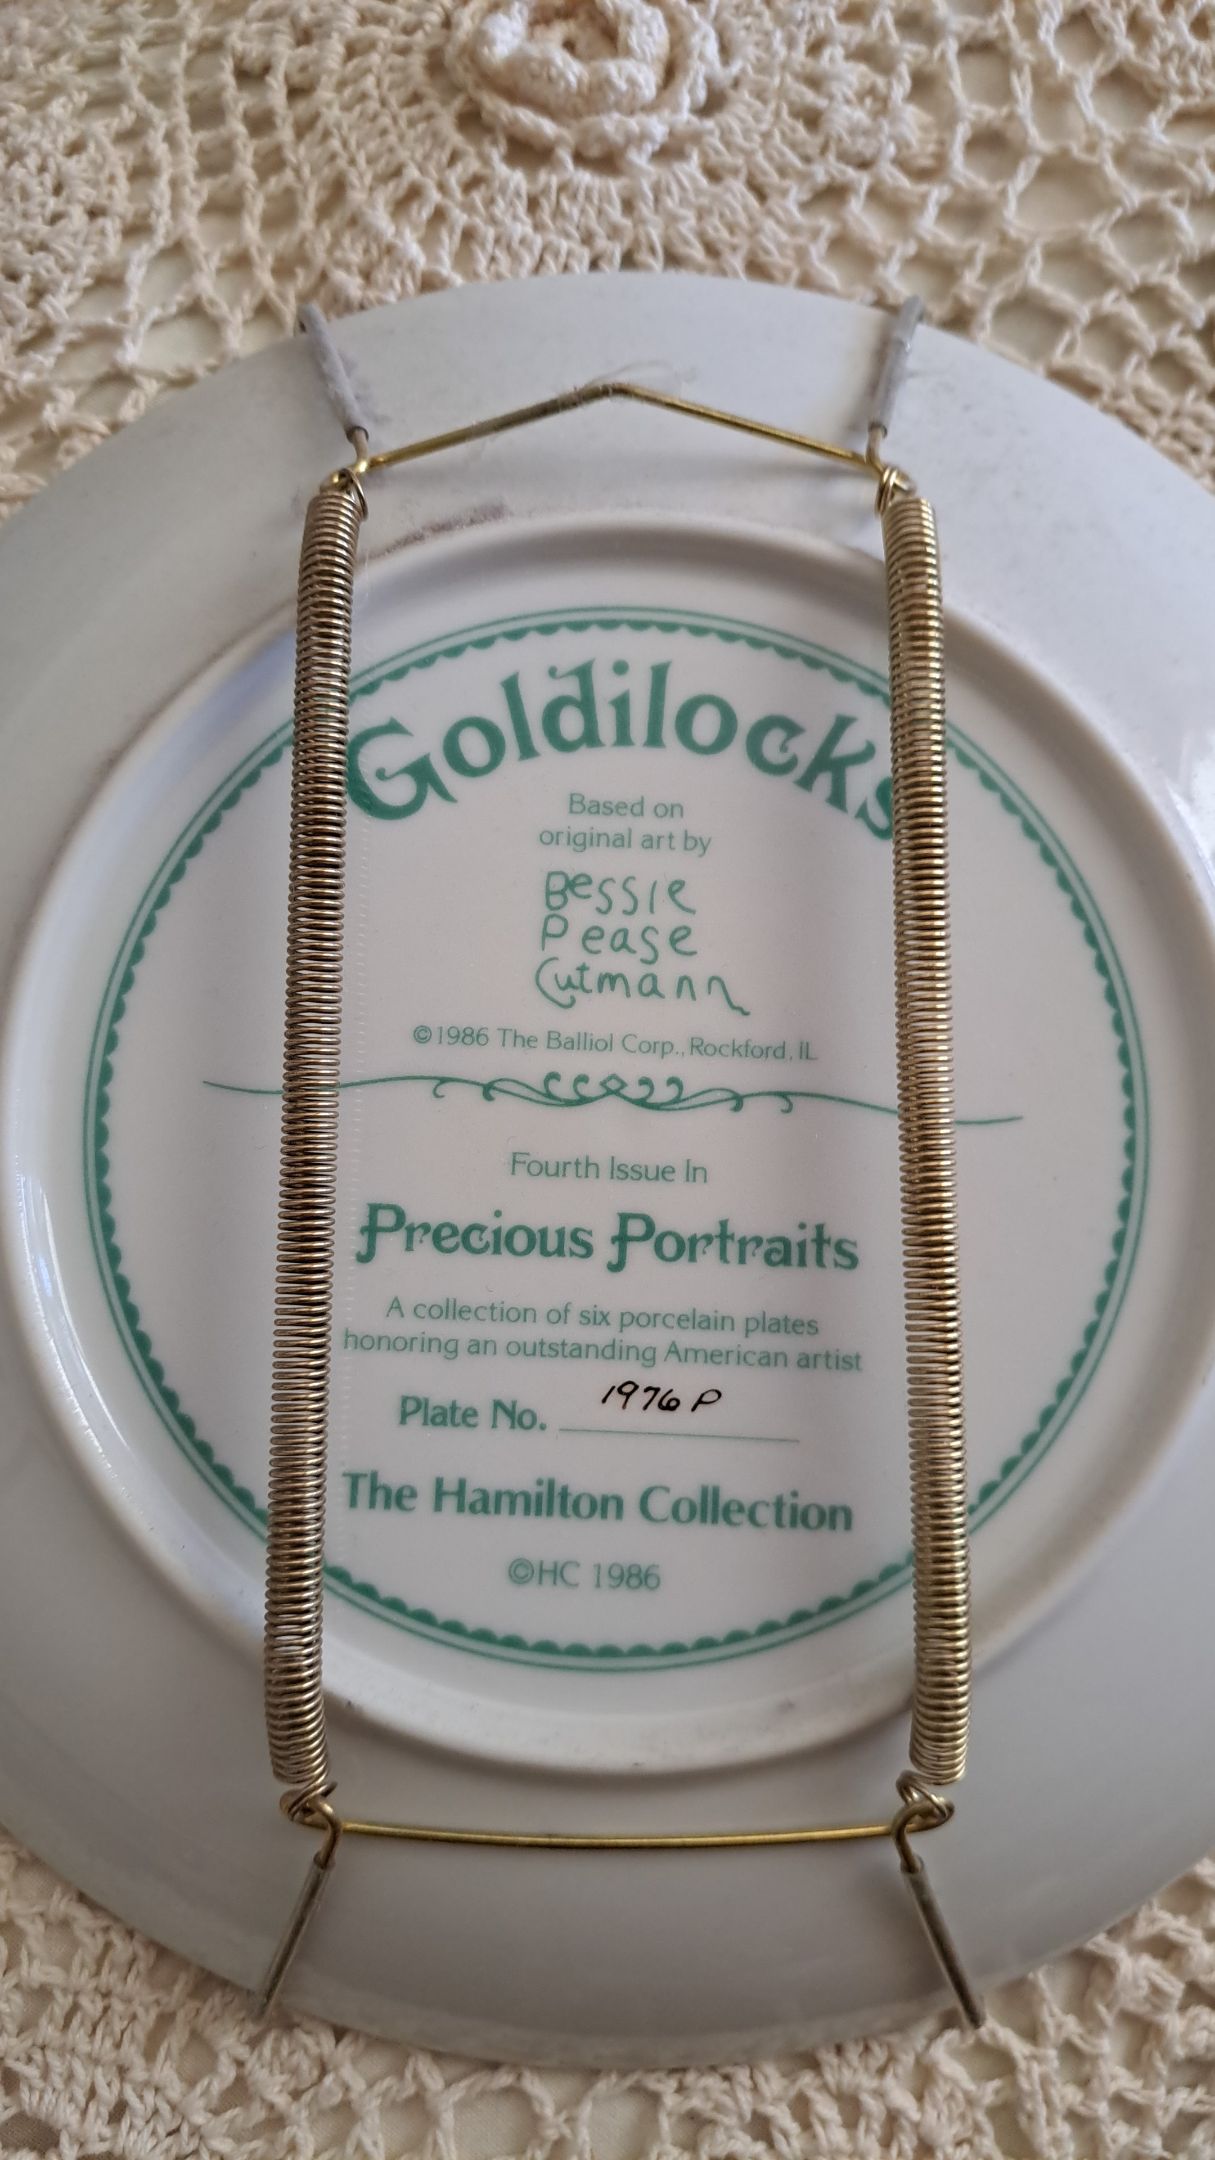 Goldilocks
Based on
original art by
Bessie
Pease
Gutmann
©1986 The Balliol Corp., Rockford, IL
Fourth Issue In
Precious Portraits
A collection of six porcelain plates
honoring an outstanding American artist
Plate No. 1976 P
The Hamilton Collection
©HC 1986